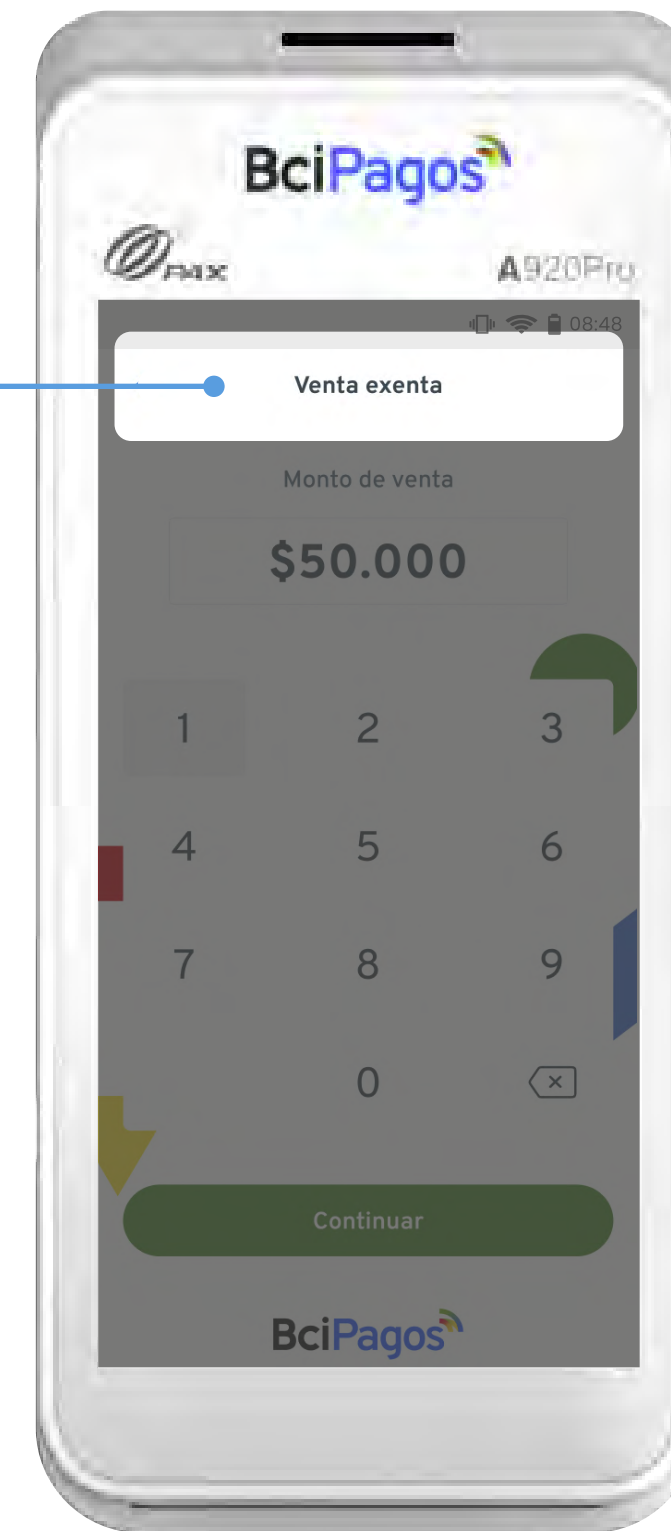 BciPagos
PAX A920Pro
08:48
Venta exenta
Monto de venta
$50.000
1 2 3
4 5 6
7 8 9
0
Continuar
BciPagos